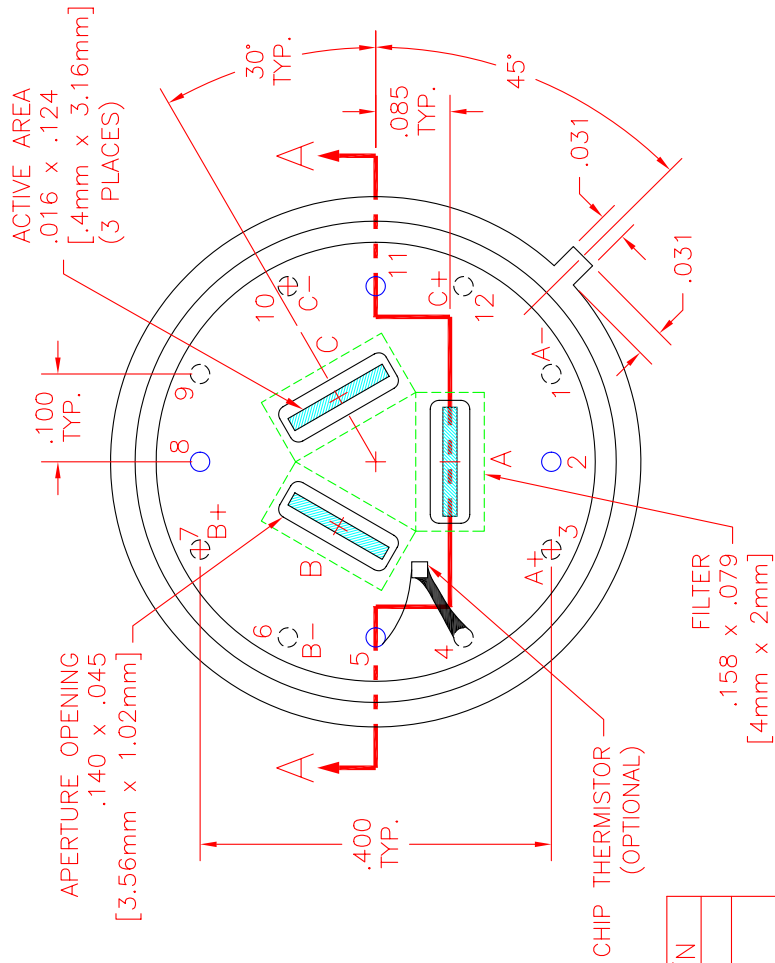 ACTIVE AREA
.016 x .124
[.4mm x 3.16mm]
(3 PLACES)
30°
TYP.
45°
.085
TYP.
.031
.031
.100
TYP.
A
A
APERTURE OPENING
.140 x .045
[3.56mm x 1.02mm]
.400
TYP.
CHIP THERMISTOR
(OPTIONAL)
FILTER
.158 x .079
[4mm x 2mm]
10
C-
11
C+
12
9
8
7
B+
6
B-
5
4
A+
3
2
1
A-
A
B
C
N